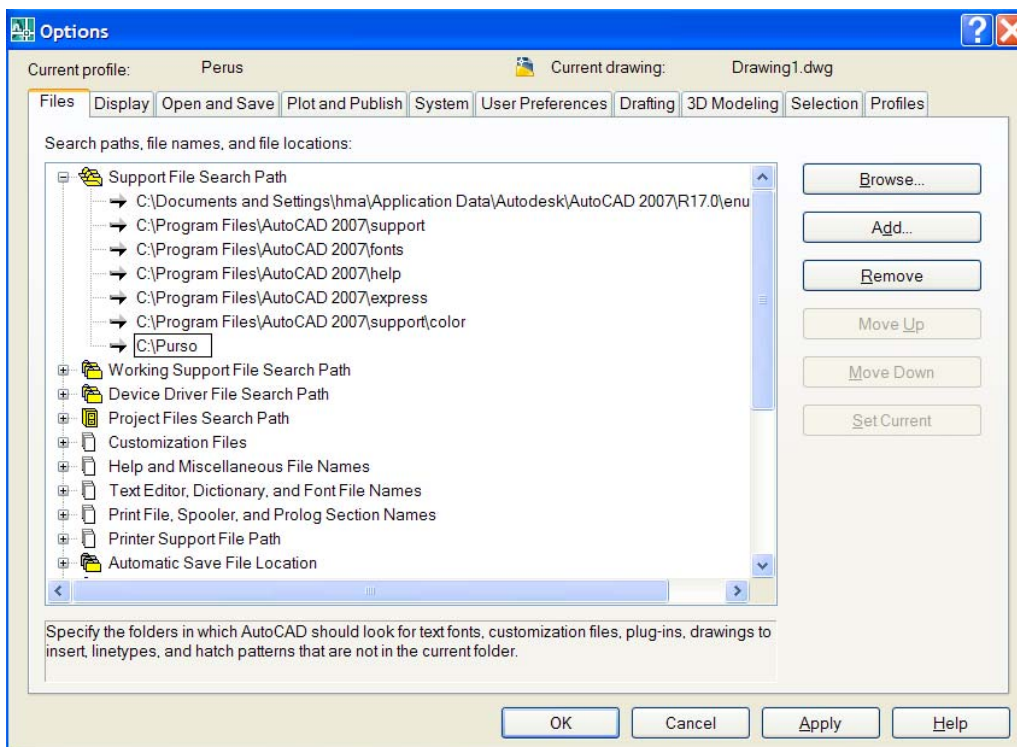 Options
Current profile: Perus Current drawing: Drawing1.dwg
Files Display Open and Save Plot and Publish System User Preferences Drafting 3D Modeling Selection Profiles
Search paths, file names, and file locations:
Support File Search Path
C:\Documents and Settings\hma\Application Data\Autodesk\AutoCAD 2007\R17.0\enu
C:\Program Files\AutoCAD 2007\support
C:\Program Files\AutoCAD 2007\fonts
C:\Program Files\AutoCAD 2007\help
C:\Program Files\AutoCAD 2007\express
C:\Program Files\AutoCAD 2007\support\color
C:\Purso
Working Support File Search Path
Device Driver File Search Path
Project Files Search Path
Customization Files
Help and Miscellaneous File Names
Text Editor, Dictionary, and Font File Names
Print File, Spooler, and Prolog Section Names
Printer Support File Path
Automatic Save File Location
Browse...
Add...
Remove
Move Up
Move Down
Set Current
Specify the folders in which AutoCAD should look for text fonts, customization files, plug-ins, drawings to
insert, linetypes, and hatch patterns that are not in the current folder.
OK Cancel Apply Help